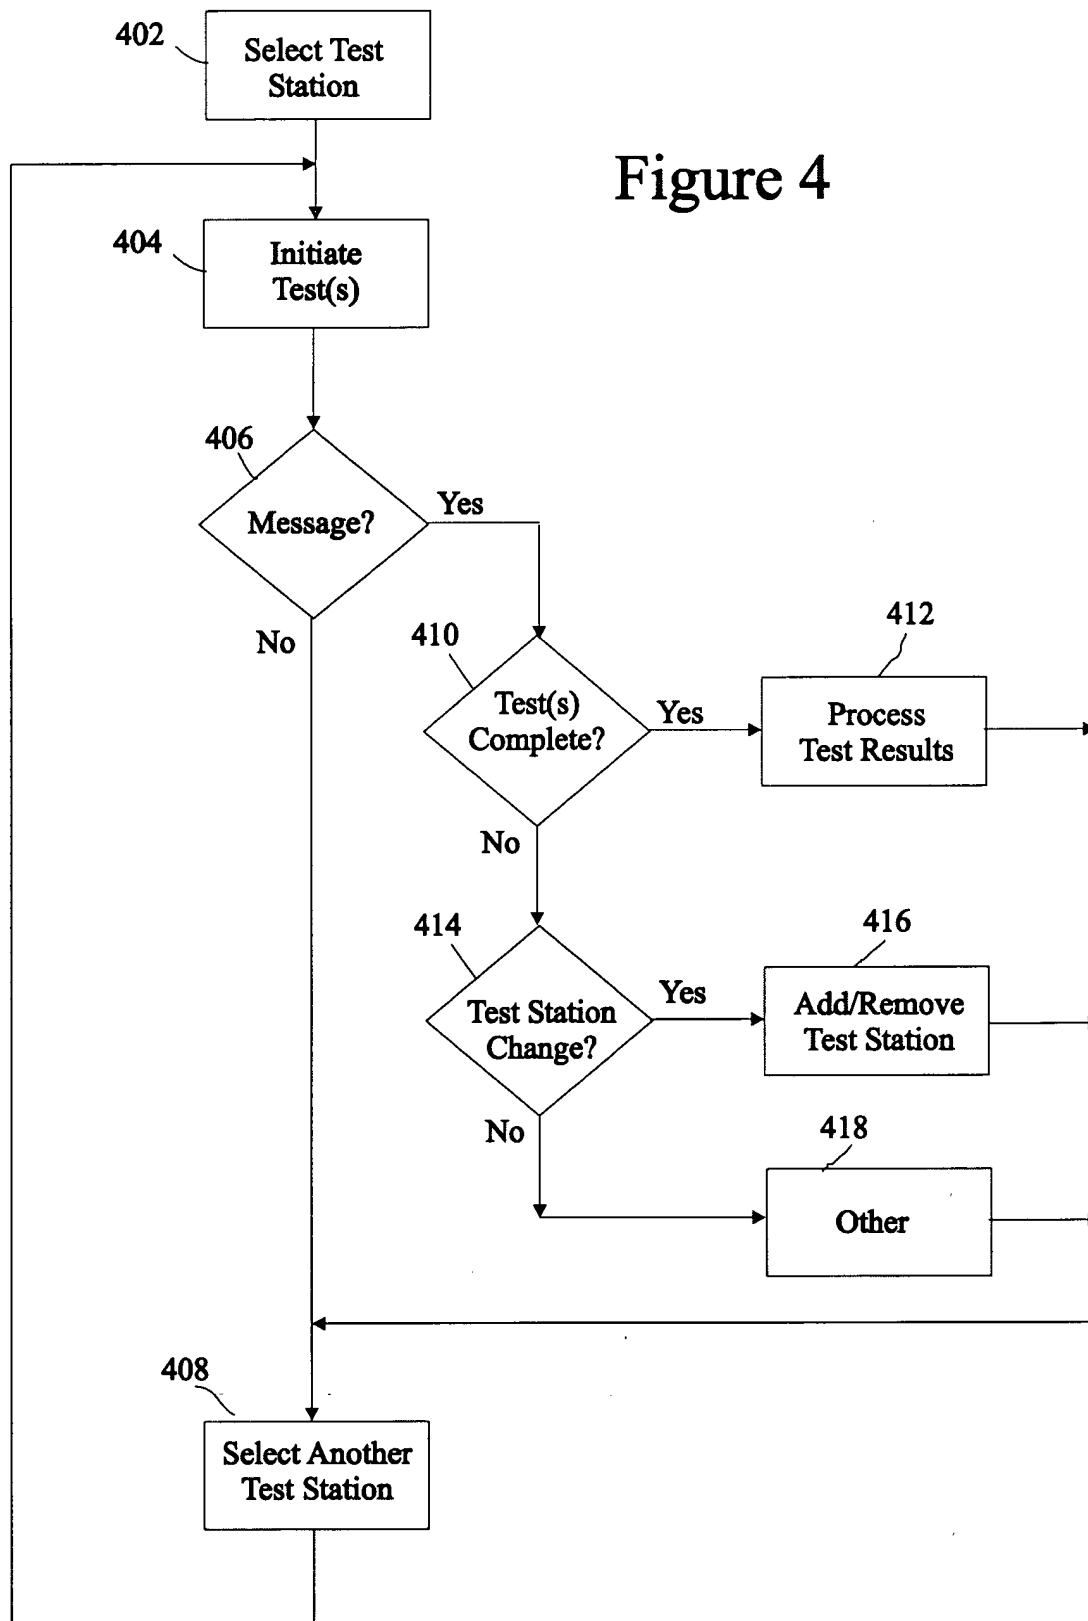 402
Select Test
Station
Figure 4
404
Initiate
Test(s)
406
Message?
Yes
No
410
Test(s)
Complete?
Yes
412
Process
Test Results
No
414
Test Station
Change?
Yes
416
Add/Remove
Test Station
No
418
Other
408
Select Another
Test Station